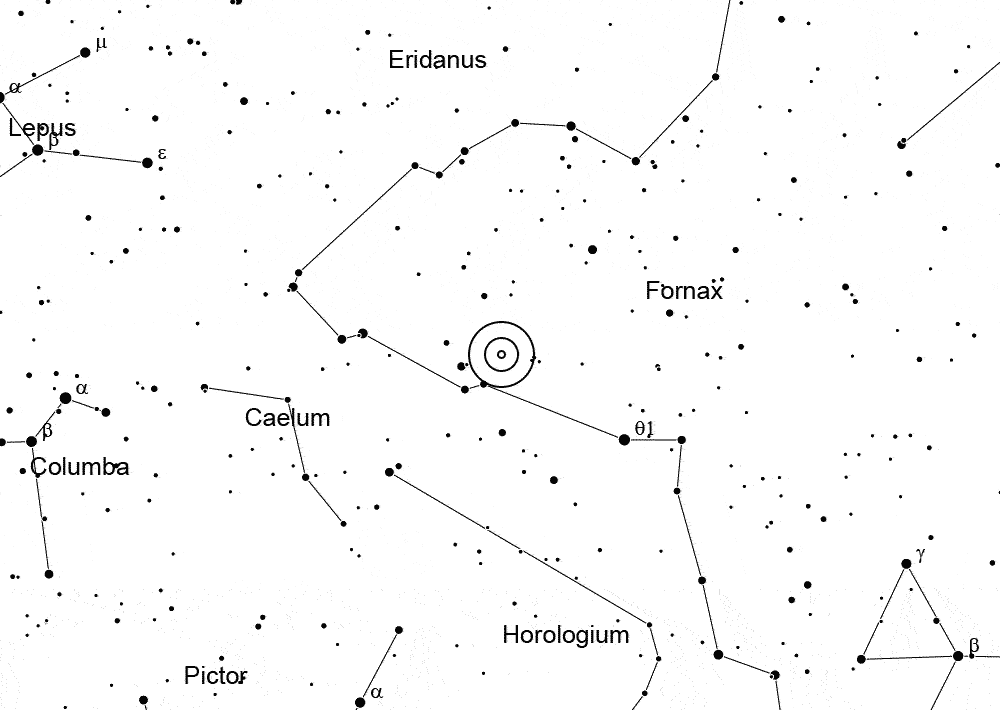 μ
Eridanus
α
Lepus
β
ε
Fornax
α
Caelum
θ1
β
Columba
γ
Horologium
β
Pictor
α